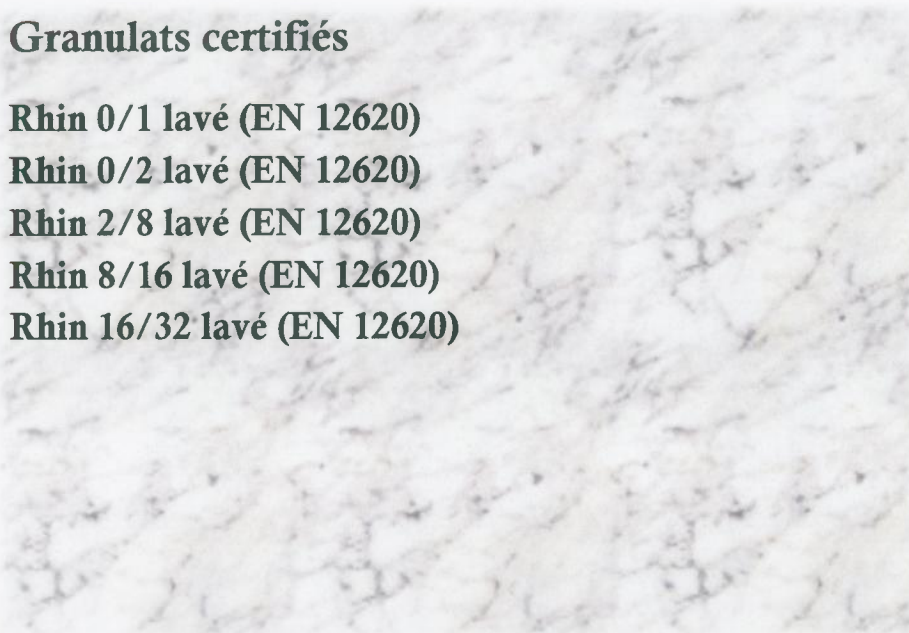 Granulats certifiés
Rhin 0/1 lavé (EN 12620)
Rhin 0/2 lavé (EN 12620)
Rhin 2/8 lavé (EN 12620)
Rhin 8/16 lavé (EN 12620)
Rhin 16/32 lavé (EN 12620)